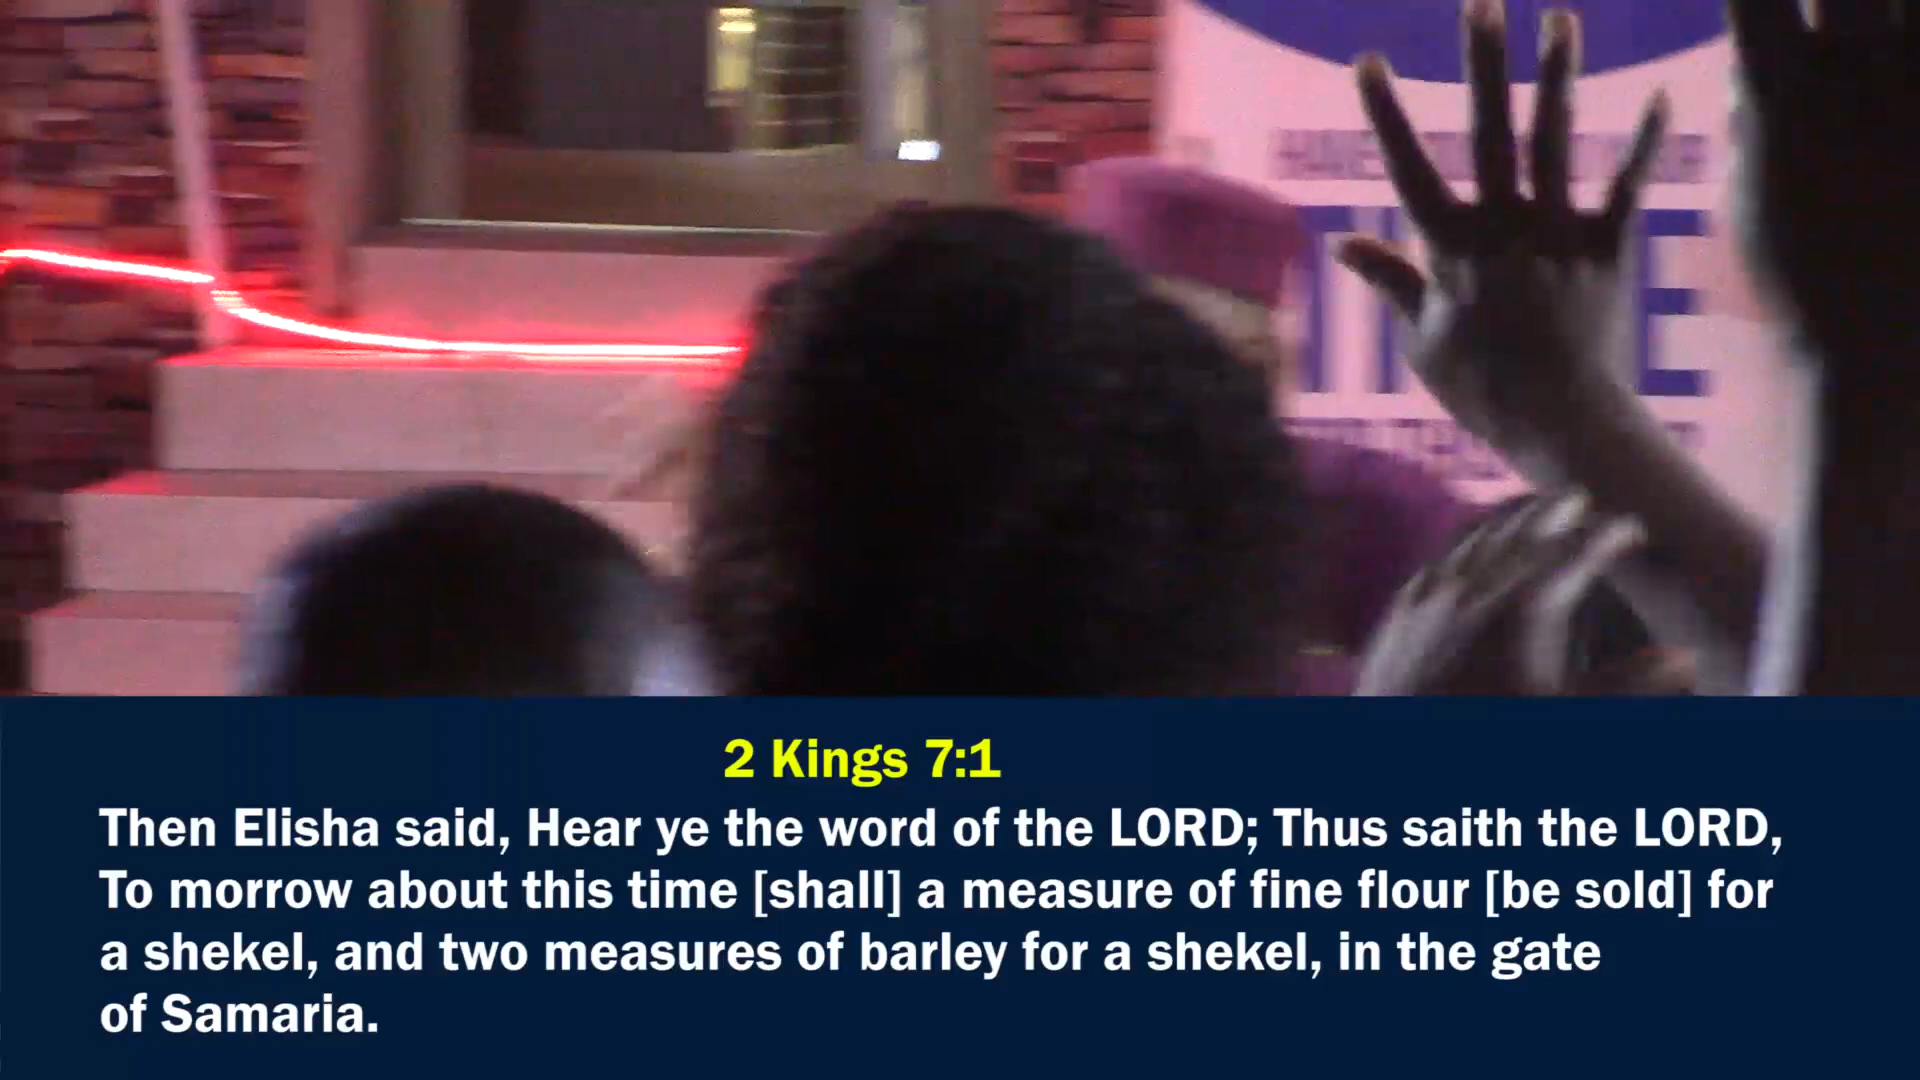 2 Kings 7:1
Then Elisha said, Hear ye the word of the LORD; Thus saith the LORD,
To morrow about this time [shall] a measure of fine flour [be sold] for
a shekel, and two measures of barley for a shekel, in the gate
of Samaria.